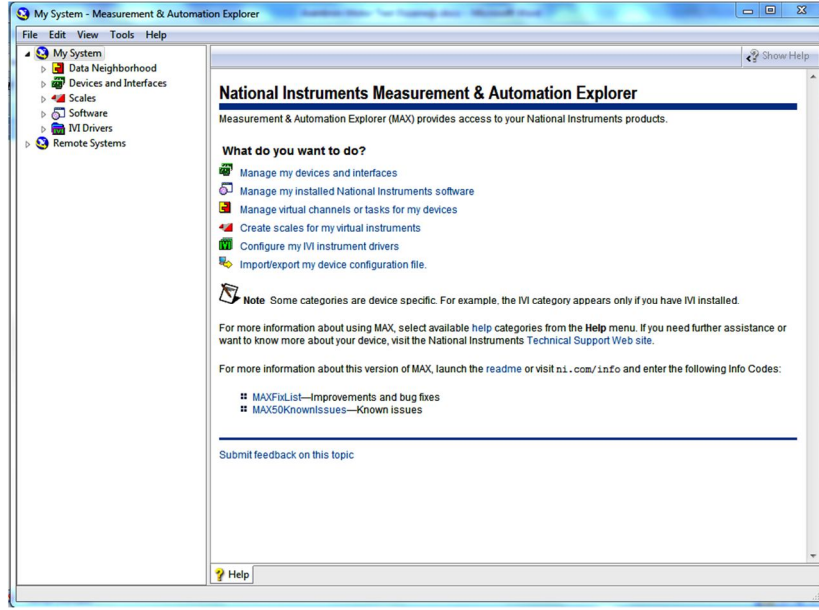 My System - Measurement & Automation Explorer
File Edit View Tools Help
My System
Data Neighborhood
Devices and Interfaces
Scales
Software
IVI Drivers
Remote Systems
Show Help
National Instruments Measurement & Automation Explorer
Measurement & Automation Explorer (MAX) provides access to your National Instruments products.
What do you want to do?
Manage my devices and interfaces
Manage my installed National Instruments software
Manage virtual channels or tasks for my devices
Create scales for my virtual instruments
Configure my IVI instrument drivers
Import/export my device configuration file.
Note Some categories are device specific. For example, the IVI category appears only if you have IVI installed.
For more information about using MAX, select available help categories from the Help menu. If you need further assistance or
want to know more about your device, visit the National Instruments Technical Support Web site.
For more information about this version of MAX, launch the readme or visit ni.com/info and enter the following Info Codes:
MAXFixList—Improvements and bug fixes
MAX50KnownIssues—Known issues
Submit feedback on this topic
Help